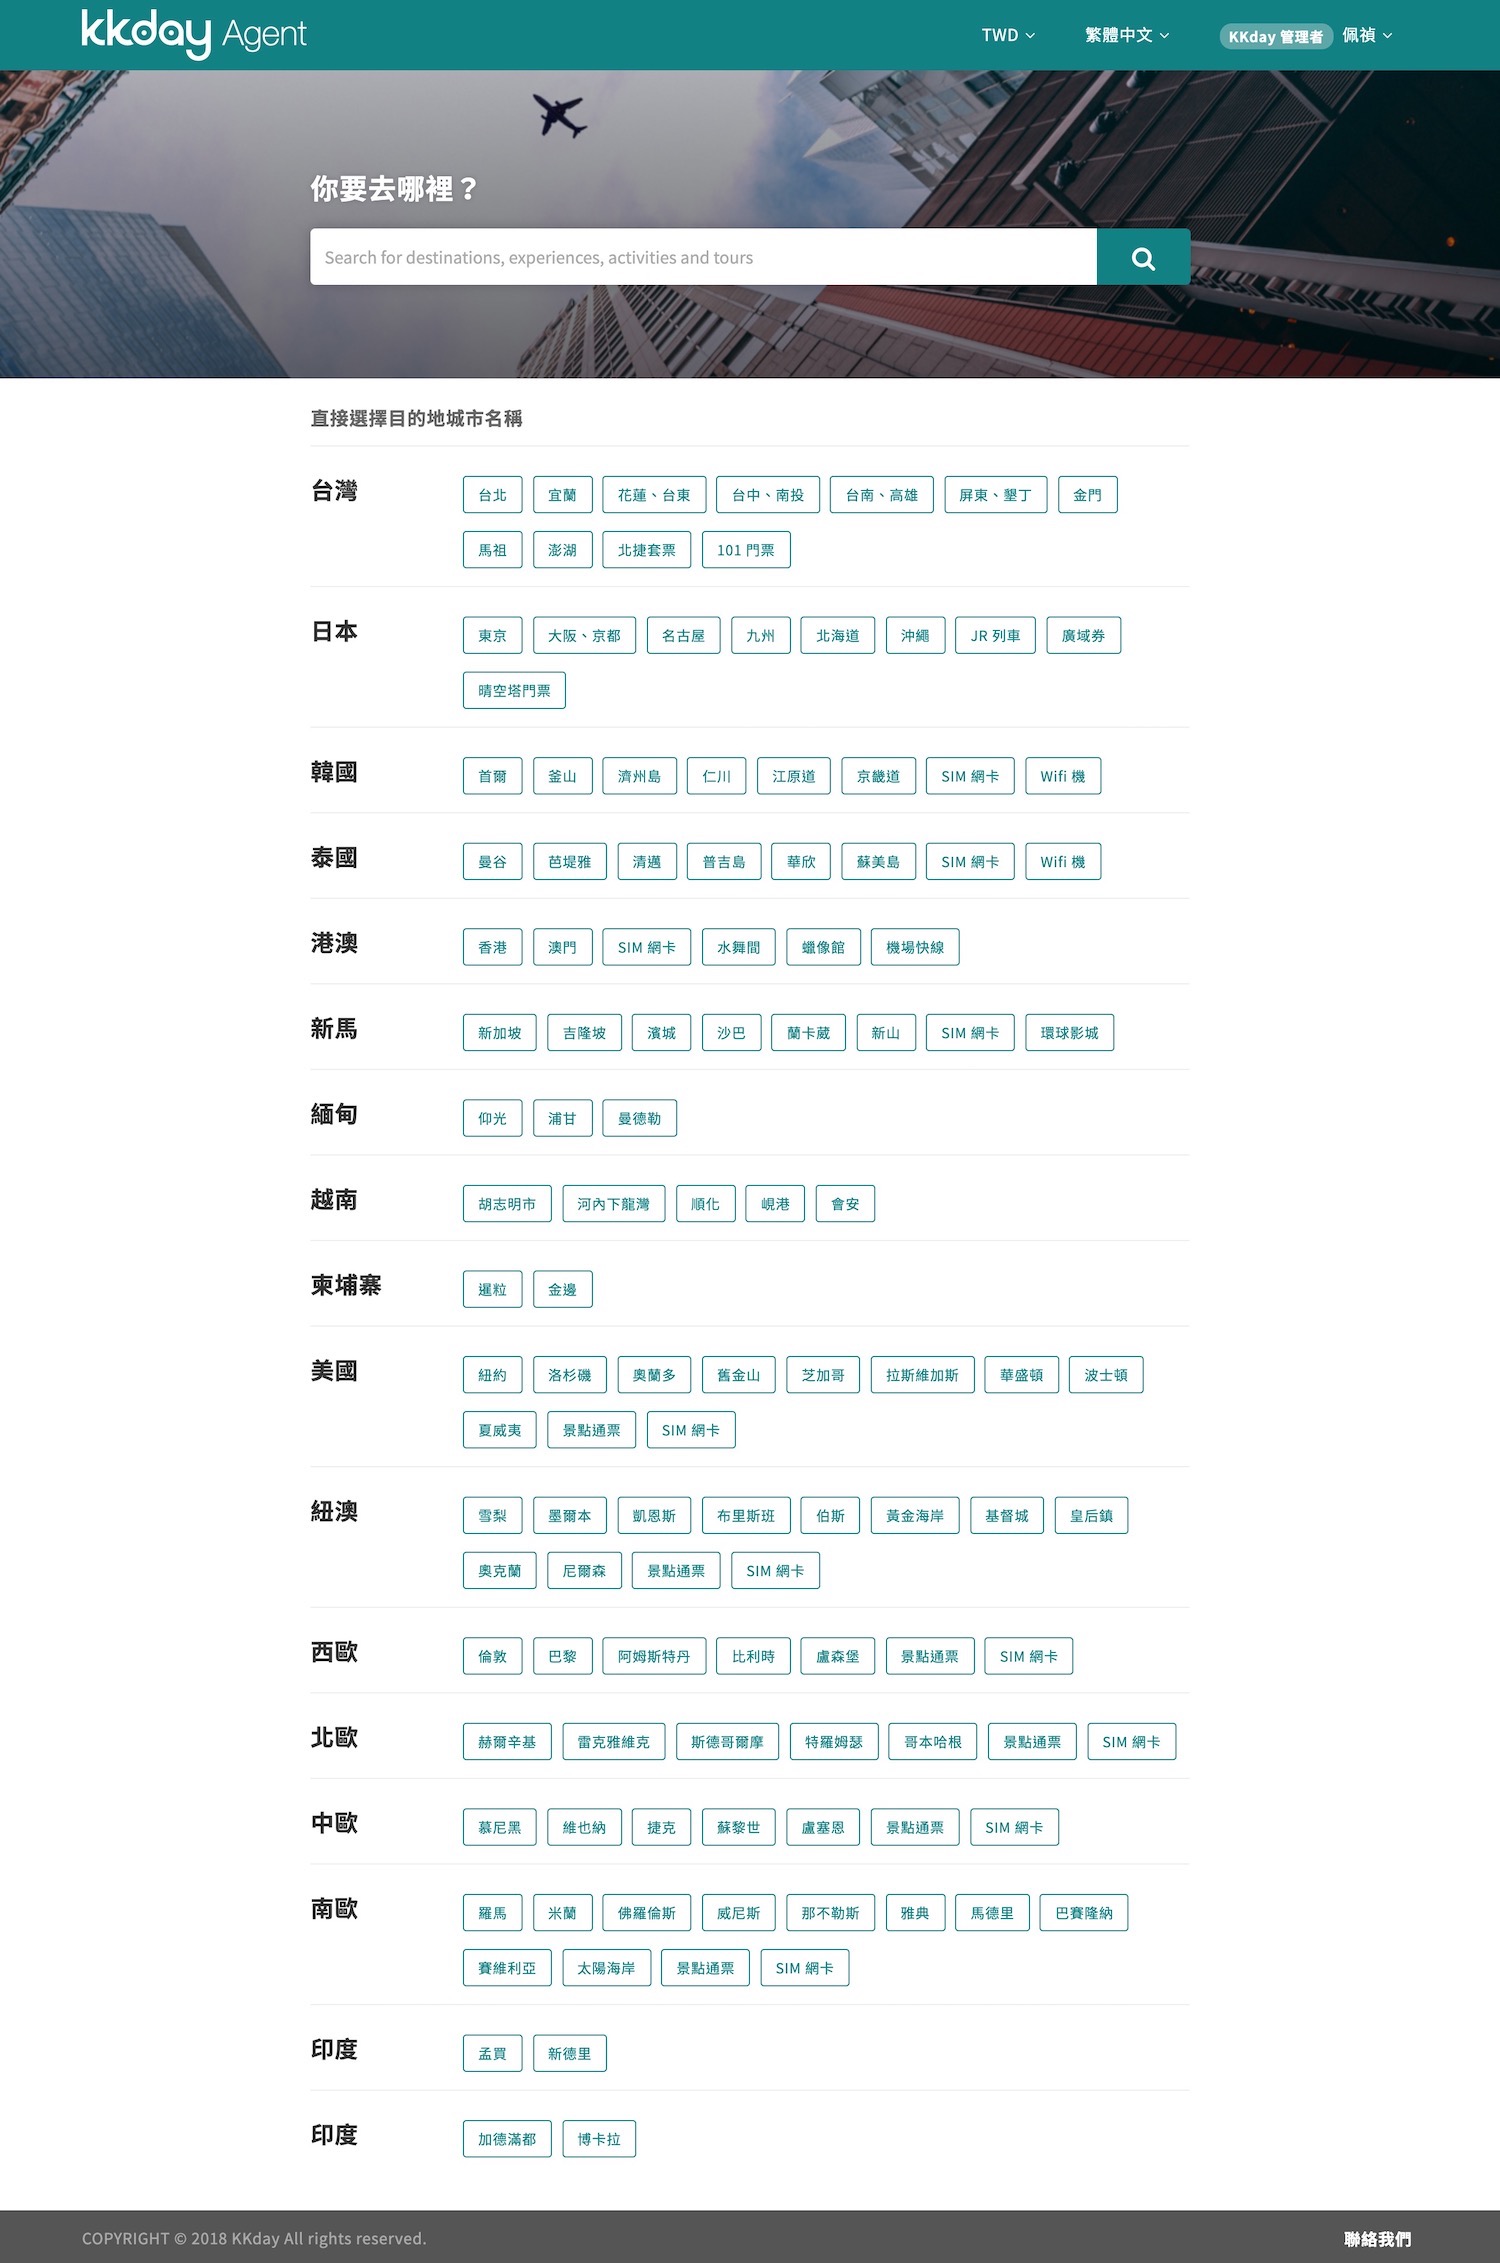 kkday Agent
TWD 繁體中文 KKday 管理者 佩禎
你要去哪裡？
Search for destinations, experiences, activities and tours
直接選擇目的地城市名稱
台灣 台北 宜蘭 花蓮、台東 台中、南投 台南、高雄 屏東、墾丁 金門
馬祖 澎湖 北捷套票 101 門票
日本 東京 大阪、京都 名古屋 九州 北海道 沖繩 JR 列車 廣域券
晴空塔門票
韓國 首爾 釜山 濟州島 仁川 江原道 京畿道 SIM 網卡 Wifi 機
泰國 曼谷 芭堤雅 清邁 普吉島 華欣 蘇美島 SIM 網卡 Wifi 機
港澳 香港 澳門 SIM 網卡 水舞間 蠟像館 機場快線
新馬 新加坡 吉隆坡 濱城 沙巴 蘭卡葳 新山 SIM 網卡 環球影城
緬甸 仰光 浦甘 曼德勒
越南 胡志明市 河內下龍灣 順化 峴港 會安
柬埔寨 暹粒 金邊
美國 紐約 洛杉磯 奧蘭多 舊金山 芝加哥 拉斯維加斯 華盛頓 波士頓
夏威夷 景點通票 SIM 網卡
紐澳 雪梨 墨爾本 凱恩斯 布里斯班 伯斯 黃金海岸 基督城 皇后鎮
奧克蘭 尼爾森 景點通票 SIM 網卡
西歐 倫敦 巴黎 阿姆斯特丹 比利時 盧森堡 景點通票 SIM 網卡
北歐 赫爾辛基 雷克雅維克 斯德哥爾摩 特羅姆瑟 哥本哈根 景點通票 SIM 網卡
中歐 慕尼黑 維也納 捷克 蘇黎世 盧塞恩 景點通票 SIM 網卡
南歐 羅馬 米蘭 佛羅倫斯 威尼斯 那不勒斯 雅典 馬德里 巴賽隆納
賽維利亞 太陽海岸 景點通票 SIM 網卡
印度 孟買 新德里
印度 加德滿都 博卡拉
COPYRIGHT © 2018 KKday All rights reserved. 聯絡我們